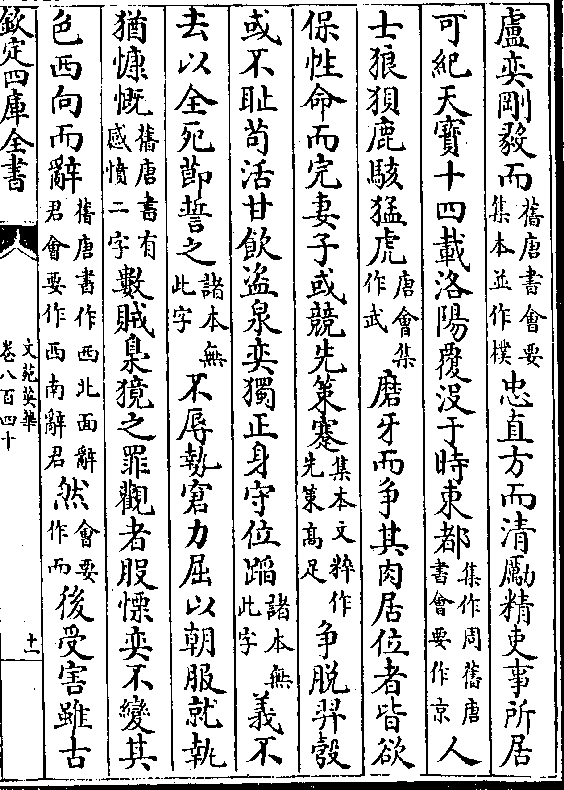 盧奕剛毅而舊唐書會要集本並作樸忠直方而清勵精吏事所居
可紀天寶十四載洛陽覆没于時東都集作周舊唐書會要作京人
士狼狽鹿駭猛虎唐會集作武磨牙而争其肉居位者皆欲
保性命而完妻子或競先策蹇集本文粹作先策高足争脱羿彀
或不耻苟活甘飲盗泉奕獨正身守位蹈諸本無此字義不
去以全死節誓之諸本無此字不辱執窘力屈以朝服就執
猶慷慨舊唐書有感憤二字數賊梟獍之罪觀者股慄奕不變其
色西向而辭舊唐書作西北面辭君會要作西南辭君然會要作而後受害雖古
欽定四庫全書
文苑英華
卷八百四十
十一